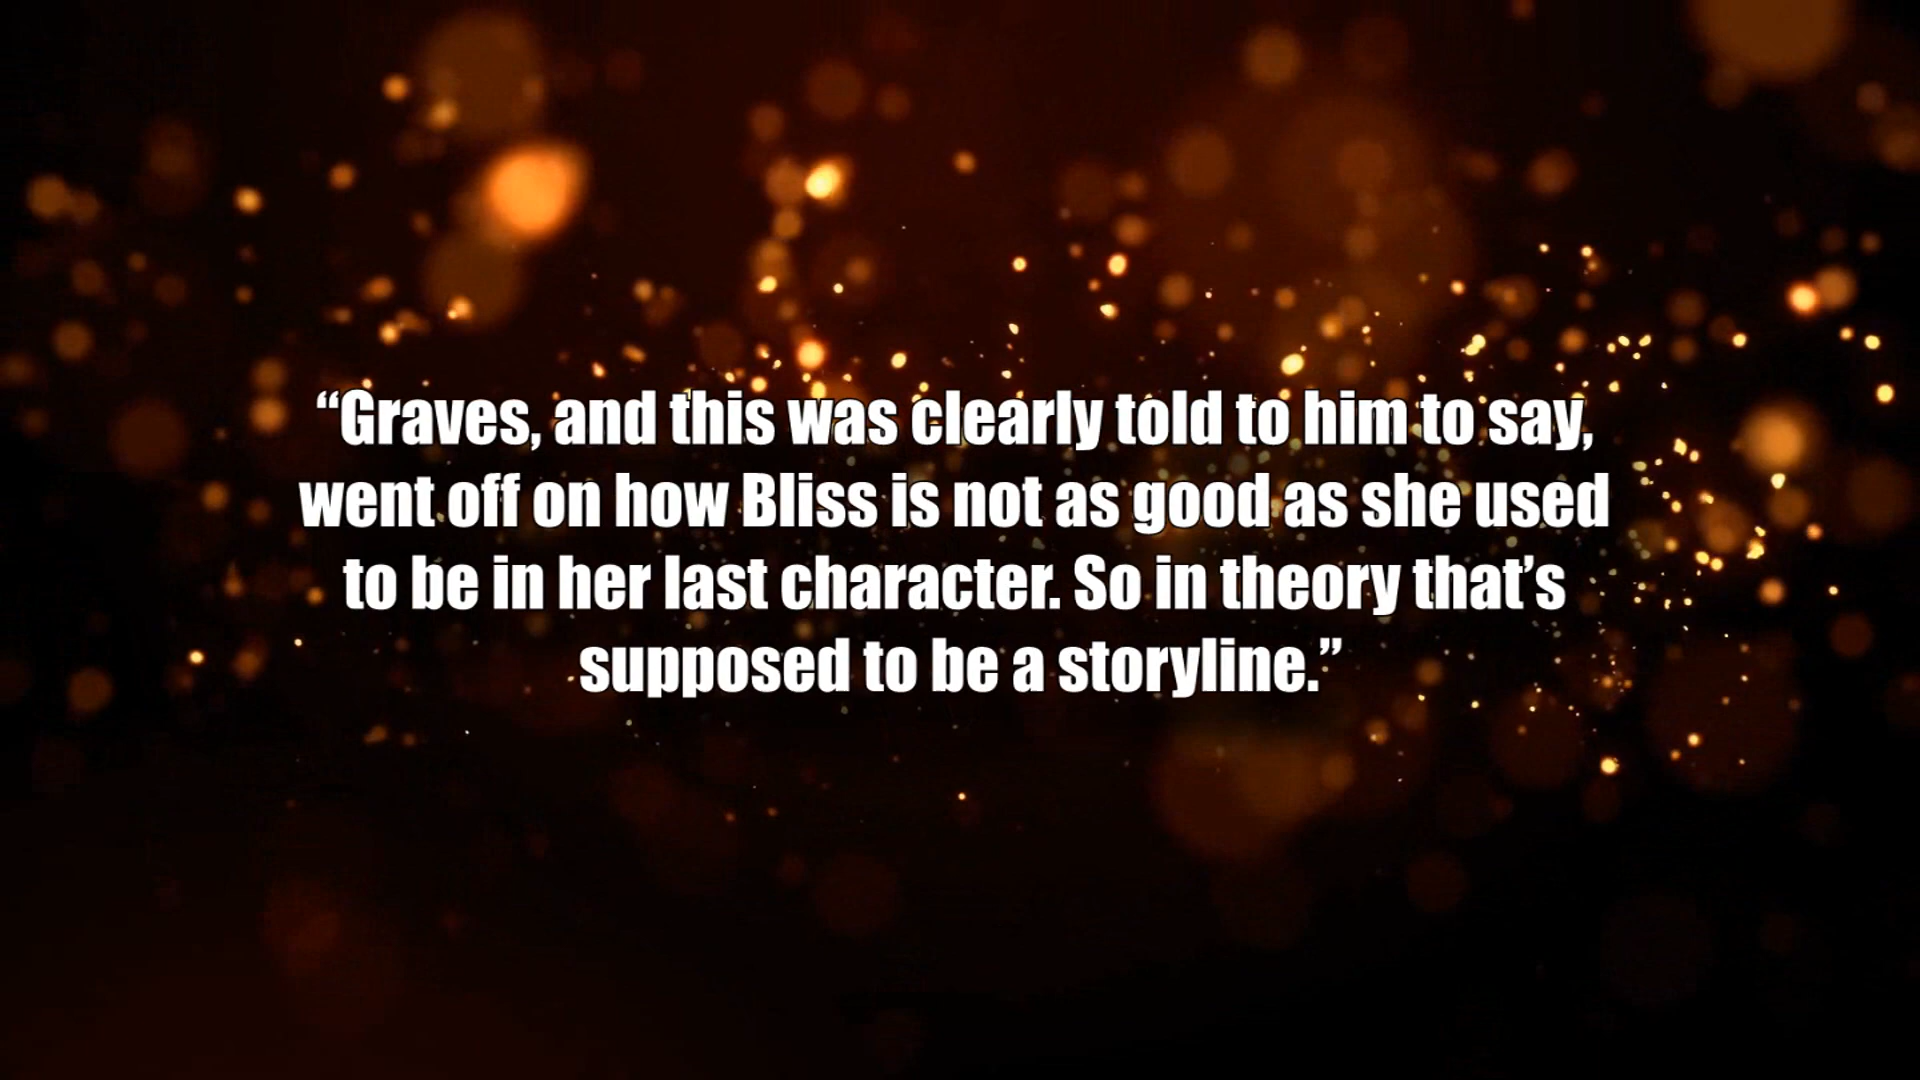 “Graves, and this was clearly told to him to say,
went off on how Bliss is not as good as she used
to be in her last character. So in theory that’s
supposed to be a storyline.”